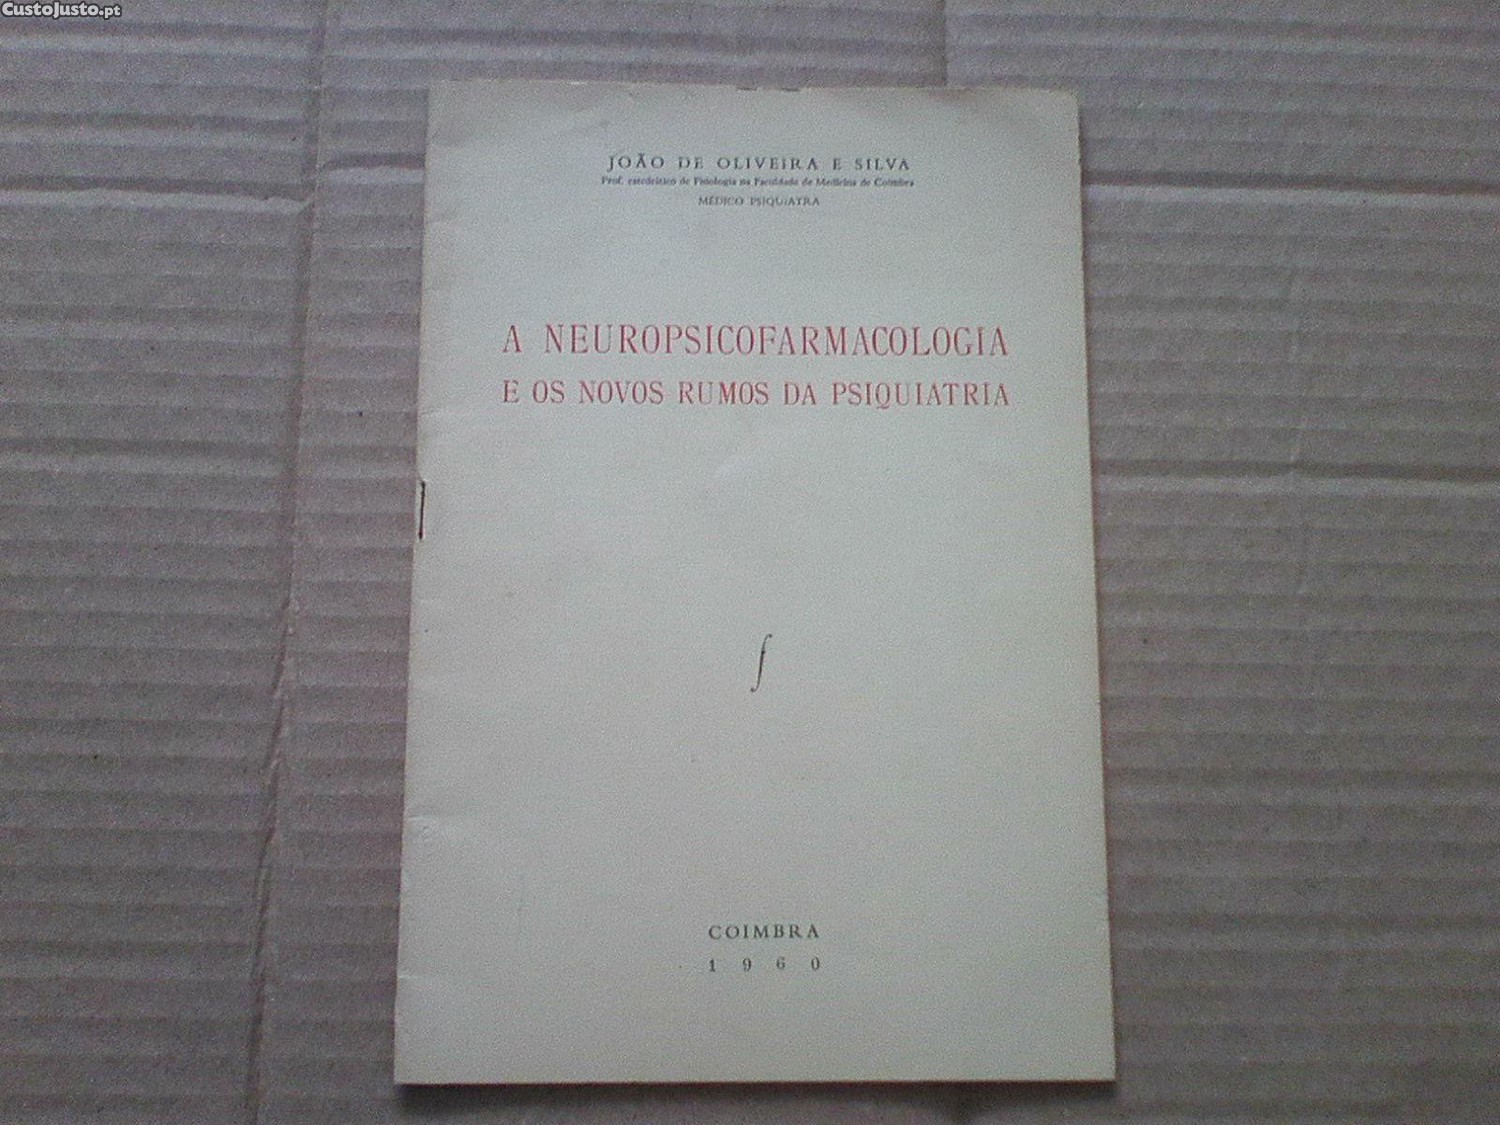 CustoJusto.pt
JOÃO DE OLIVEIRA E SILVA
Prof. catedrático de Fisiologia na Faculdade de Medicina de Coimbra
MÉDICO PSIQUIATRA
A NEUROPSICOFARMACOLOGIA
E OS NOVOS RUMOS DA PSIQUIATRIA
f
COIMBRA
1960